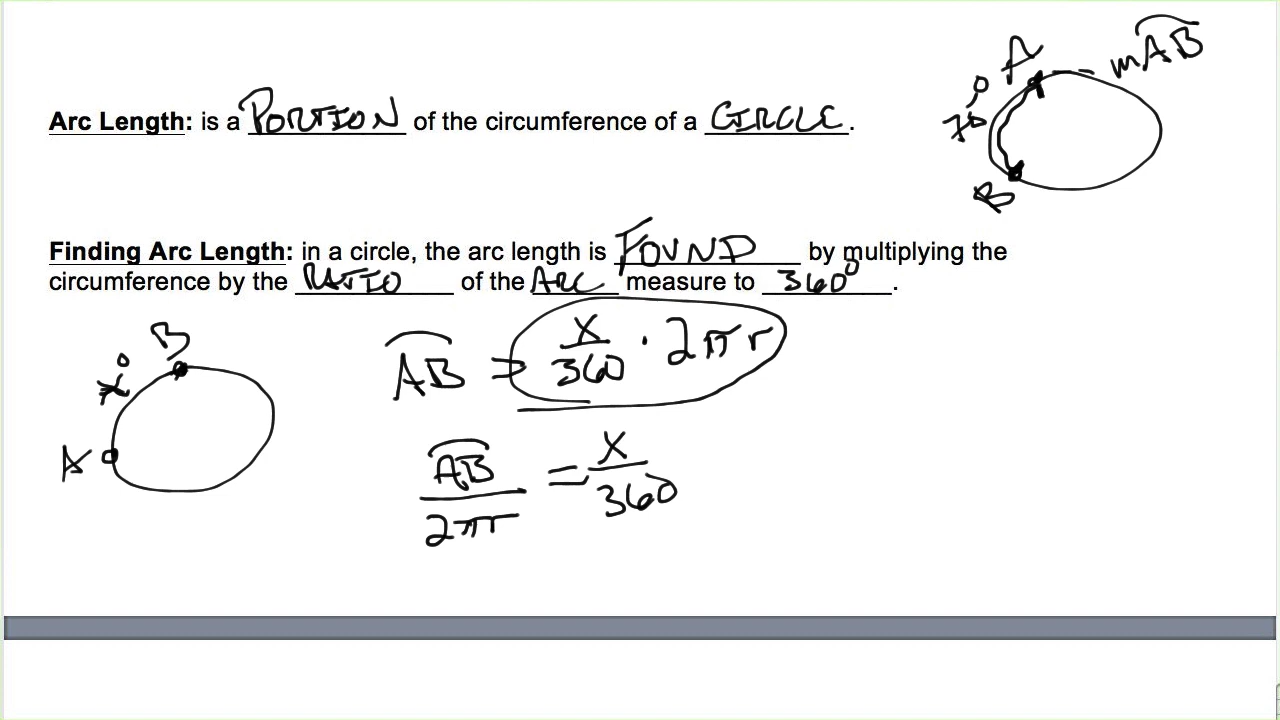 A
mAB
70°
Arc Length: is a PORTION of the circumference of a CIRCLE.
B
Finding Arc Length: in a circle, the arc length is FOUND by multiplying the
circumference by the RATIO of the ARC measure to 360°.
B
x°
AB = x/360 · 2πr
A
AB/2πr = x/360